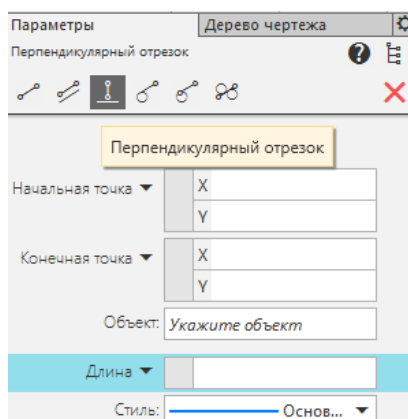 Параметры
Дерево чертежа
Перпендикулярный отрезок
?
Перпендикулярный отрезок
Начальная точка ▼ X
Y
Конечная точка ▼ X
Y
Объект: Укажите объект
Длина ▼
Стиль: Основ... ▼